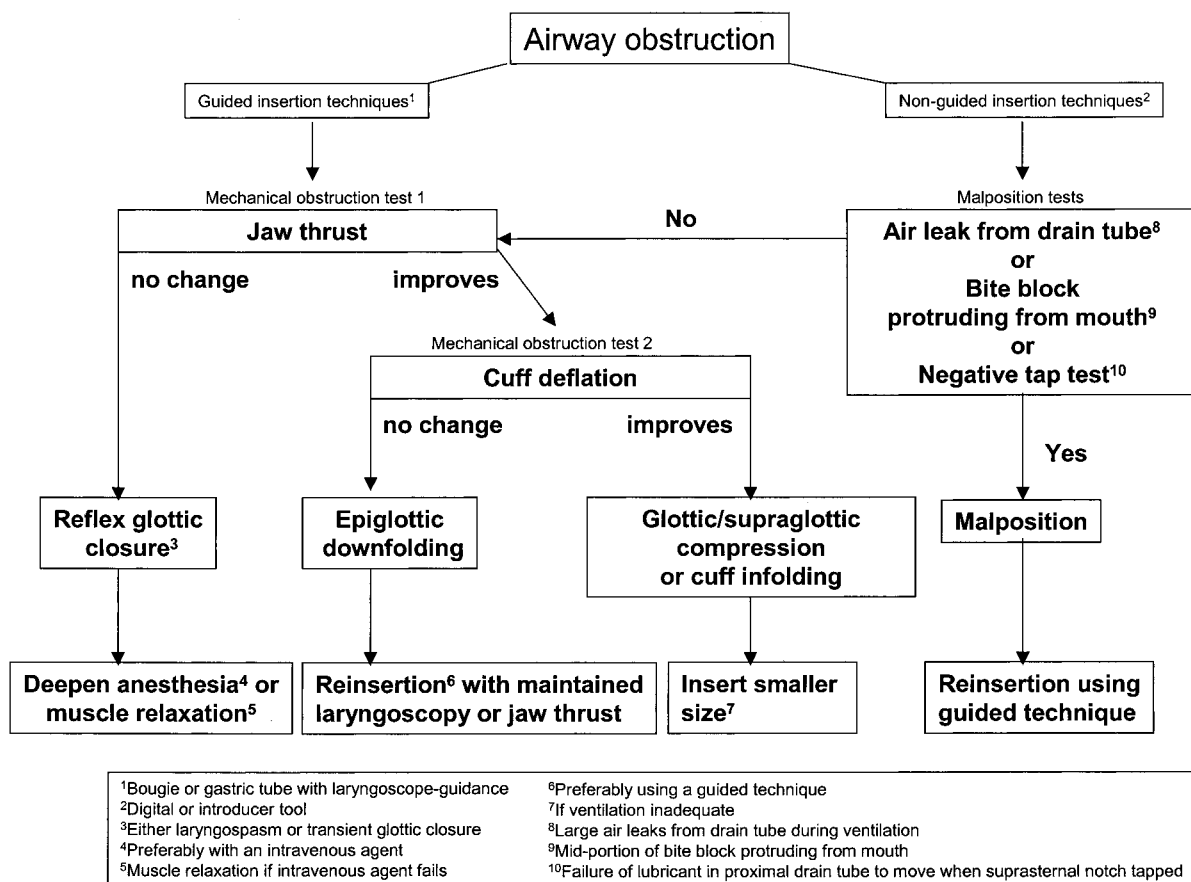 Airway obstruction
Guided insertion techniques¹
Non-guided insertion techniques²
Mechanical obstruction test 1
Jaw thrust
no change
improves
No
Malposition tests
Air leak from drain tube⁸
or
Bite block
protruding from mouth⁹
or
Negative tap test¹⁰
Mechanical obstruction test 2
Cuff deflation
no change
improves
Yes
Reflex glottic
closure³
Epiglottic
downfolding
Glottic/supraglottic
compression
or cuff infolding
Malposition
Deepen anesthesia⁴ or
muscle relaxation⁵
Reinsertion⁶ with maintained
laryngoscopy or jaw thrust
Insert smaller
size⁷
Reinsertion using
guided technique
¹Bougie or gastric tube with laryngoscope-guidance
²Digital or introducer tool
³Either laryngospasm or transient glottic closure
⁴Preferably with an intravenous agent
⁵Muscle relaxation if intravenous agent fails
⁶Preferably using a guided technique
⁷If ventilation inadequate
⁸Large air leaks from drain tube during ventilation
⁹Mid-portion of bite block protruding from mouth
¹⁰Failure of lubricant in proximal drain tube to move when suprasternal notch tapped